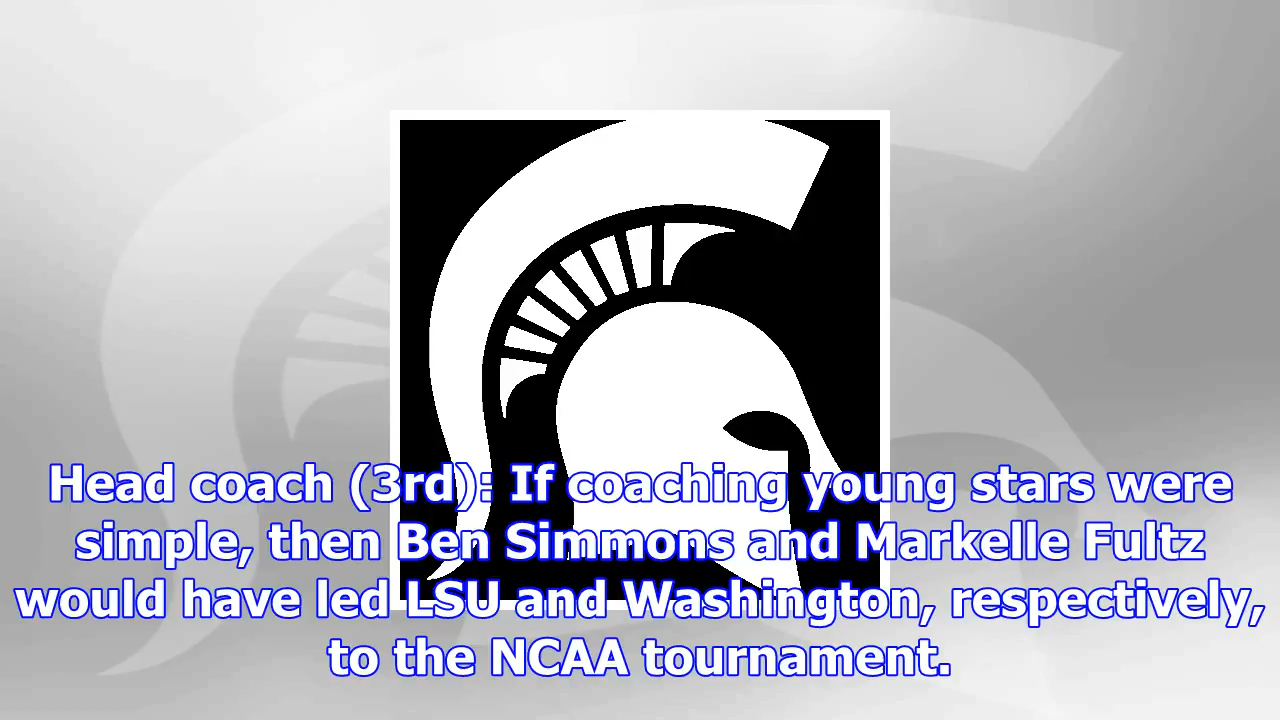 Head coach (3rd): If coaching young stars were
simple, then Ben Simmons and Markelle Fultz
would have led LSU and Washington, respectively,
to the NCAA tournament.